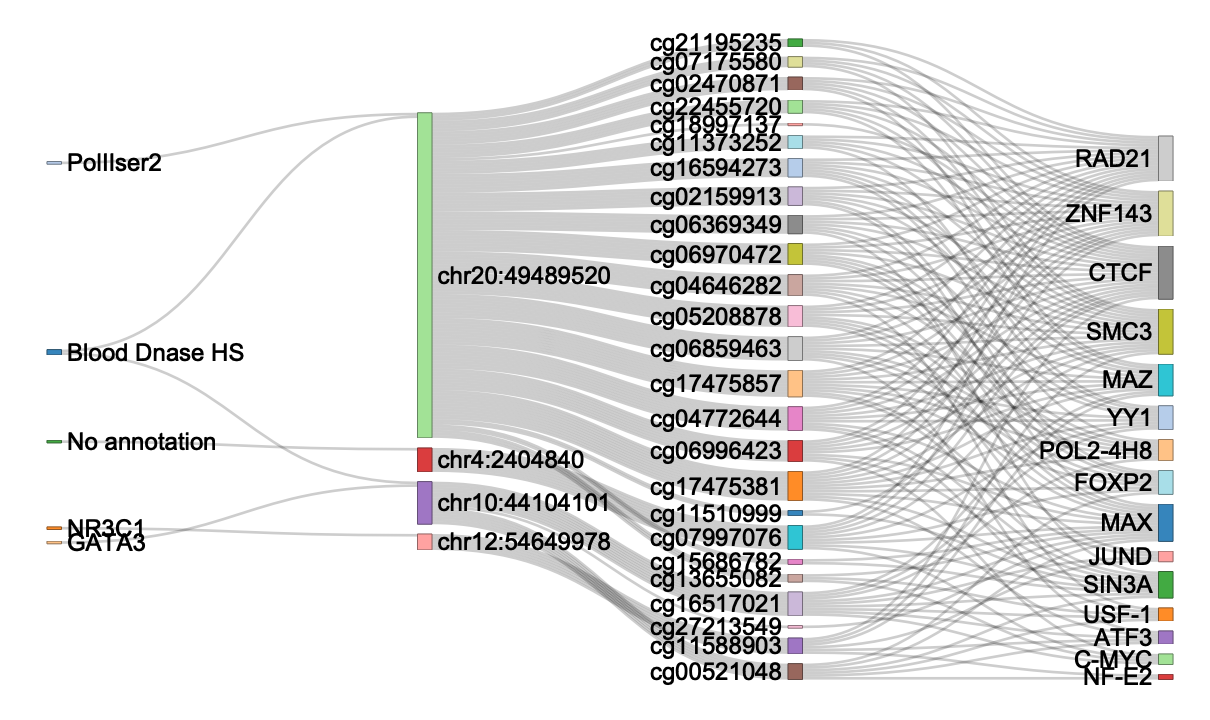 PolIIser2
Blood Dnase HS
No annotation
NR3C1
GATA3
chr20:49489520
chr4:2404840
chr10:44104101
chr12:54649978
cg21195235
cg07175580
cg02470871
cg22455720
cg18997137
cg11373252
cg16594273
cg02159913
cg06369349
cg06970472
cg04646282
cg05208878
cg06859463
cg17475857
cg04772644
cg06996423
cg17475381
cg11510999
cg07997076
cg15686782
cg13655082
cg16517021
cg27213549
cg11588903
cg00521048
RAD21
ZNF143
CTCF
SMC3
MAZ
YY1
POL2-4H8
FOXP2
MAX
JUND
SIN3A
USF-1
ATF3
C-MYC
NF-E2